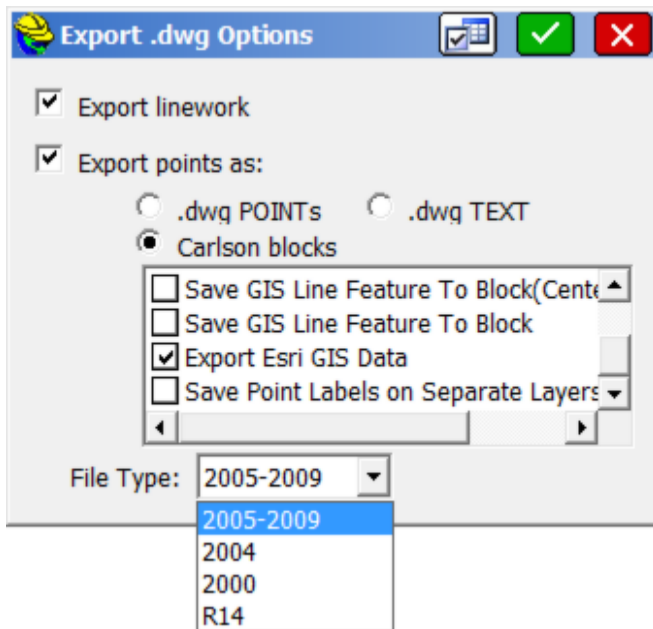 Export .dwg Options
Export linework
Export points as:
.dwg POINTs .dwg TEXT
Carlson blocks
Save GIS Line Feature To Block(Cente
Save GIS Line Feature To Block
Export Esri GIS Data
Save Point Labels on Separate Layers
File Type: 2005-2009
2005-2009
2004
2000
R14